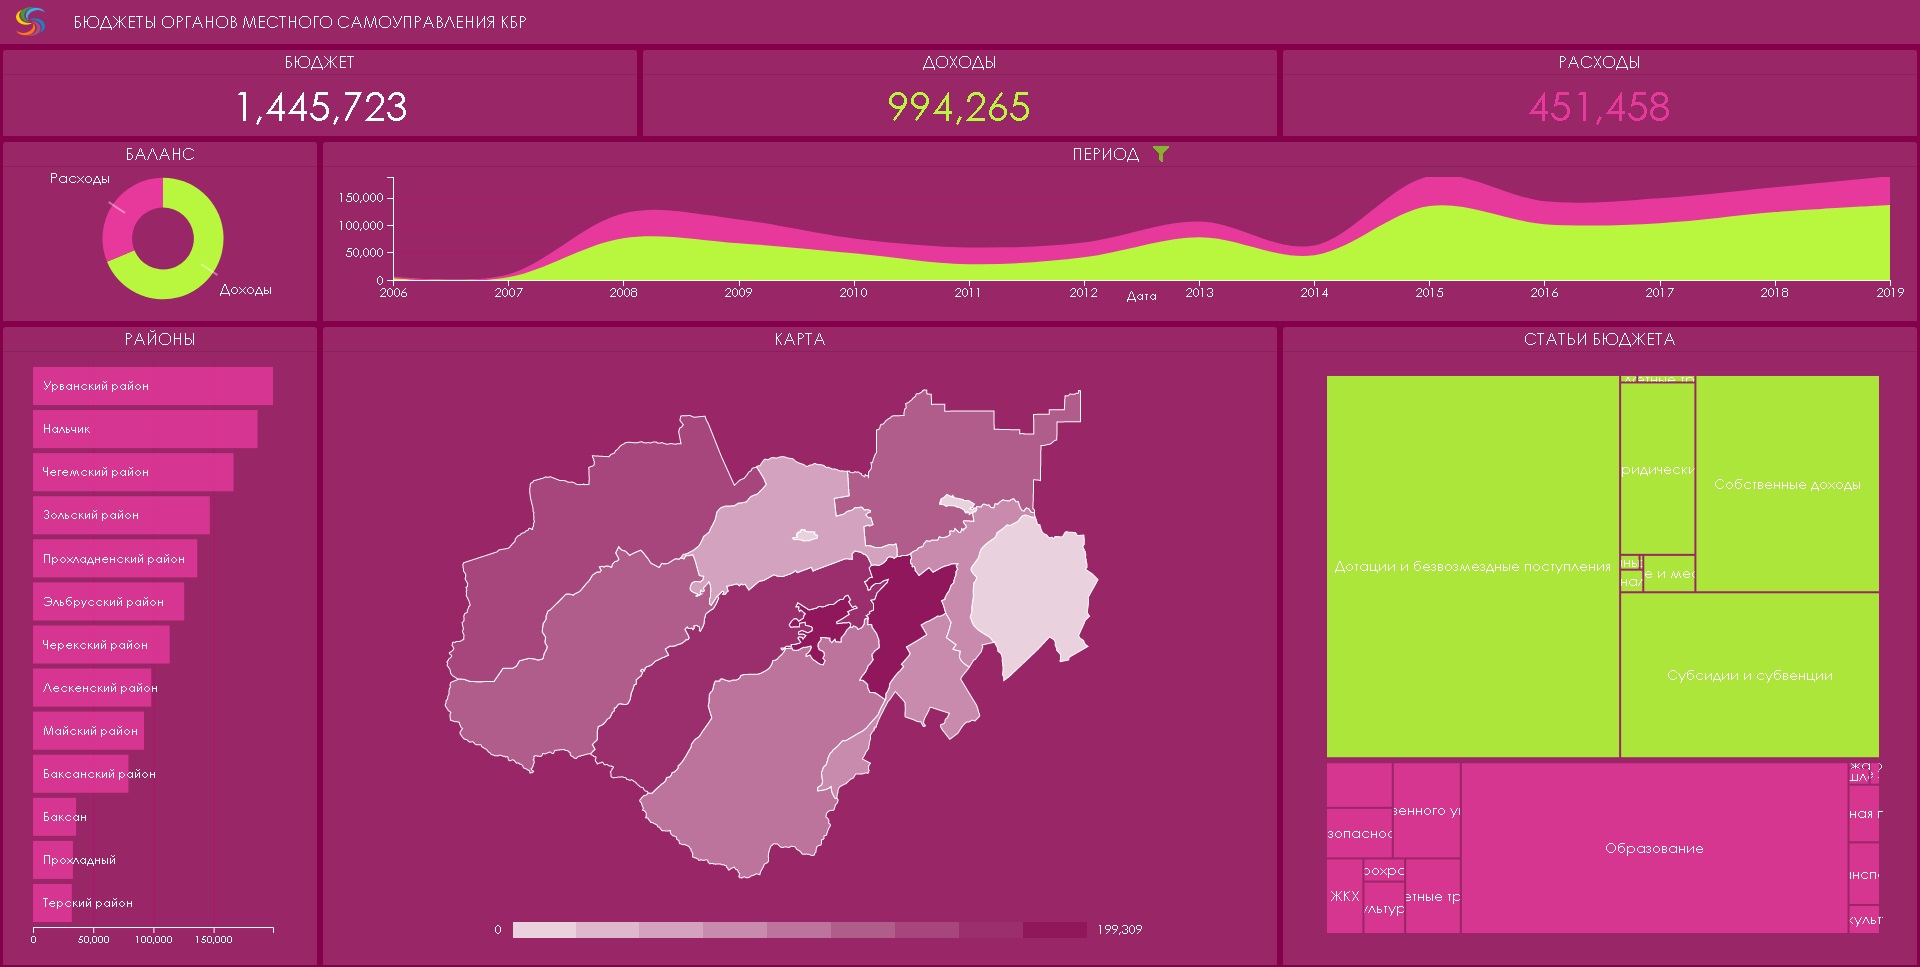 БЮДЖЕТЫ ОРГАНОВ МЕСТНОГО САМОУПРАВЛЕНИЯ КБР
БЮДЖЕТ
1,445,723
ДОХОДЫ
994,265
РАСХОДЫ
451,458
БАЛАНС
Расходы
Доходы
ПЕРИОД
150,000
100,000
50,000
0
2006 2007 2008 2009 2010 2011 2012 2013 2014 2015 2016 2017 2018 2019
Дата
РАЙОНЫ
Урванский район
Нальчик
Чегемский район
Зольский район
Прохладненский район
Эльбрусский район
Черекский район
Лескенский район
Майский район
Баксанский район
Баксан
Прохладный
Терский район
0 50,000 100,000 150,000
КАРТА
0 199,309
СТАТЬИ БЮДЖЕТА
ридически
Собственные доходы
Дотации и безвозмездные поступления
е и мес
Субсидии и субвенции
венного уп
зопаснос
Образование
ная п
ЖКХ
оохра
ультур
етные тр
нспо
культ